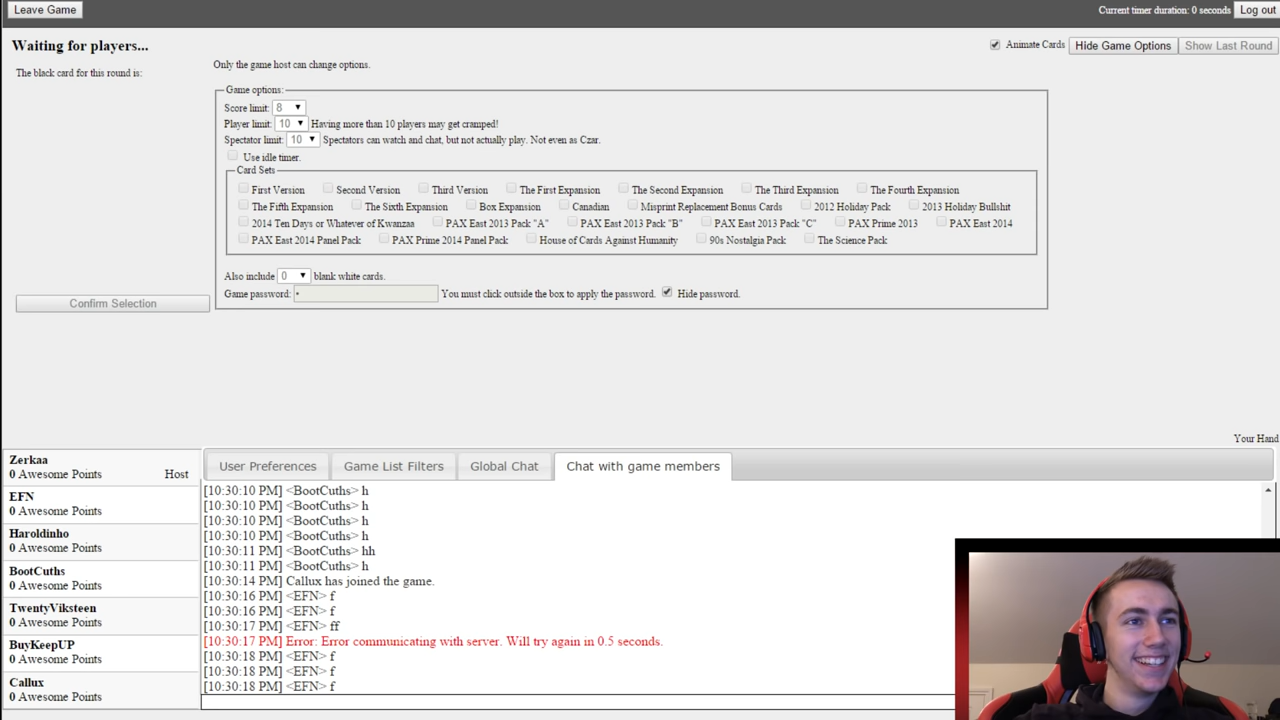 Leave Game
Current timer duration: 0 seconds
Log out
Waiting for players...
Animate Cards
Hide Game Options
Show Last Round
The black card for this round is:
Only the game host can change options.
Game options:
Score limit: 8
Player limit: 10 Having more than 10 players may get cramped!
Spectator limit: 10 Spectators can watch and chat, but not actually play. Not even as Czar.
Use idle timer.
Card Sets
First Version Second Version Third Version The First Expansion The Second Expansion The Third Expansion The Fourth Expansion
The Fifth Expansion The Sixth Expansion Box Expansion Canadian Misprint Replacement Bonus Cards 2012 Holiday Pack 2013 Holiday Bullshit
2014 Ten Days or Whatever of Kwanzaa PAX East 2013 Pack "A" PAX East 2013 Pack "B" PAX East 2013 Pack "C" PAX Prime 2013 PAX East 2014
PAX East 2014 Panel Pack PAX Prime 2014 Panel Pack House of Cards Against Humanity 90s Nostalgia Pack The Science Pack
Also include 0 blank white cards.
Game password: • You must click outside the box to apply the password. Hide password.
Confirm Selection
Your Hand
Zerkaa
0 Awesome Points Host
EFN
0 Awesome Points
Haroldinho
0 Awesome Points
BootCuths
0 Awesome Points
TwentyViksteen
0 Awesome Points
BuyKeepUP
0 Awesome Points
Callux
0 Awesome Points
User Preferences
Game List Filters
Global Chat
Chat with game members
[10:30:10 PM] <BootCuths> h
[10:30:10 PM] <BootCuths> h
[10:30:10 PM] <BootCuths> h
[10:30:10 PM] <BootCuths> h
[10:30:11 PM] <BootCuths> hh
[10:30:11 PM] <BootCuths> h
[10:30:14 PM] Callux has joined the game.
[10:30:16 PM] <EFN> f
[10:30:16 PM] <EFN> f
[10:30:17 PM] <EFN> ff
[10:30:17 PM] Error: Error communicating with server. Will try again in 0.5 seconds.
[10:30:18 PM] <EFN> f
[10:30:18 PM] <EFN> f
[10:30:18 PM] <EFN> f